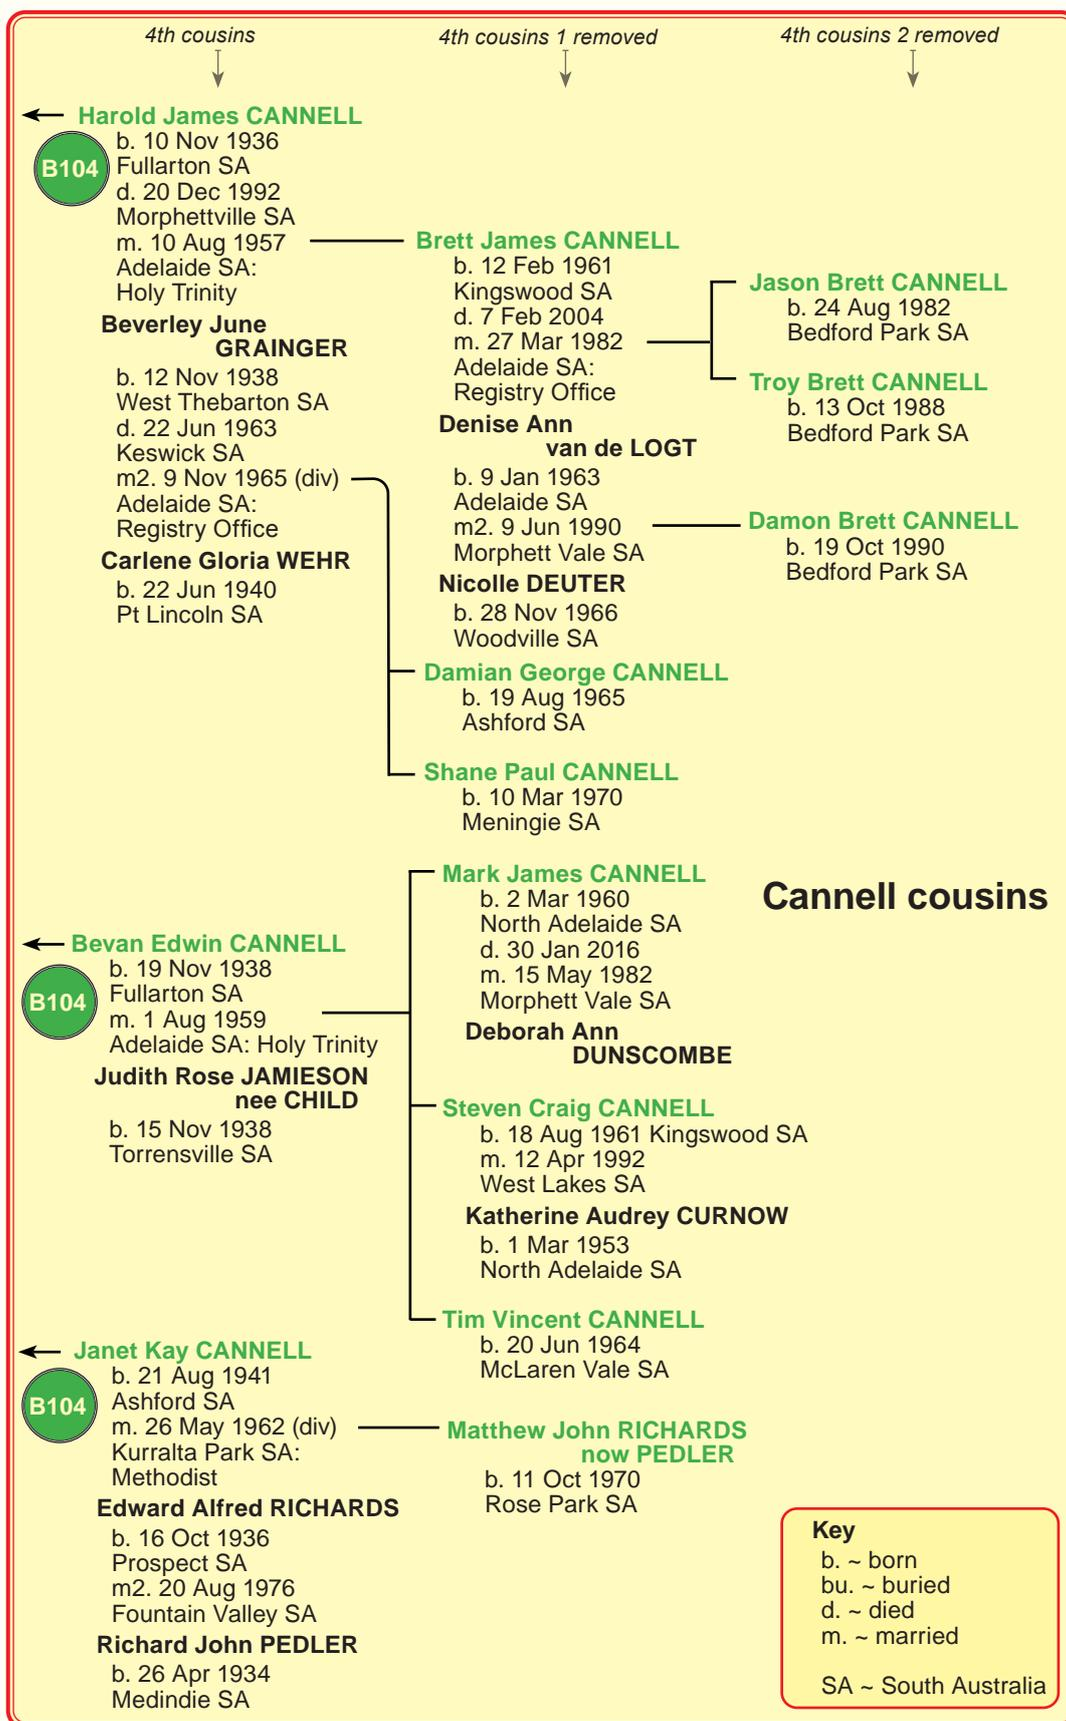 4th cousins
4th cousins 1 removed
4th cousins 2 removed
Harold James CANNELL
B104
b. 10 Nov 1936
Fullarton SA
d. 20 Dec 1992
Morphettville SA
m. 10 Aug 1957
Adelaide SA:
Holy Trinity
Beverley June
GRAINGER
b. 12 Nov 1938
West Thebarton SA
d. 22 Jun 1963
Keswick SA
m2. 9 Nov 1965 (div)
Adelaide SA:
Registry Office
Carlene Gloria WEHR
b. 22 Jun 1940
Pt Lincoln SA
Brett James CANNELL
b. 12 Feb 1961
Kingswood SA
d. 7 Feb 2004
m. 27 Mar 1982
Adelaide SA:
Registry Office
Denise Ann
van de LOGT
b. 9 Jan 1963
Adelaide SA
m2. 9 Jun 1990
Morphett Vale SA
Nicolle DEUTER
b. 28 Nov 1966
Woodville SA
Jason Brett CANNELL
b. 24 Aug 1982
Bedford Park SA
Troy Brett CANNELL
b. 13 Oct 1988
Bedford Park SA
Damon Brett CANNELL
b. 19 Oct 1990
Bedford Park SA
Damian George CANNELL
b. 19 Aug 1965
Ashford SA
Shane Paul CANNELL
b. 10 Mar 1970
Meningie SA
Cannell cousins
Bevan Edwin CANNELL
B104
b. 19 Nov 1938
Fullarton SA
m. 1 Aug 1959
Adelaide SA: Holy Trinity
Judith Rose JAMIESON
nee CHILD
b. 15 Nov 1938
Torrensville SA
Mark James CANNELL
b. 2 Mar 1960
North Adelaide SA
d. 30 Jan 2016
m. 15 May 1982
Morphett Vale SA
Deborah Ann
DUNSCOMBE
Steven Craig CANNELL
b. 18 Aug 1961 Kingswood SA
m. 12 Apr 1992
West Lakes SA
Katherine Audrey CURNOW
b. 1 Mar 1953
North Adelaide SA
Tim Vincent CANNELL
b. 20 Jun 1964
McLaren Vale SA
Janet Kay CANNELL
B104
b. 21 Aug 1941
Ashford SA
m. 26 May 1962 (div)
Kurralta Park SA:
Methodist
Edward Alfred RICHARDS
b. 16 Oct 1936
Prospect SA
m2. 20 Aug 1976
Fountain Valley SA
Richard John PEDLER
b. 26 Apr 1934
Medindie SA
Matthew John RICHARDS
now PEDLER
b. 11 Oct 1970
Rose Park SA
Key
b. ~ born
bu. ~ buried
d. ~ died
m. ~ married
SA ~ South Australia